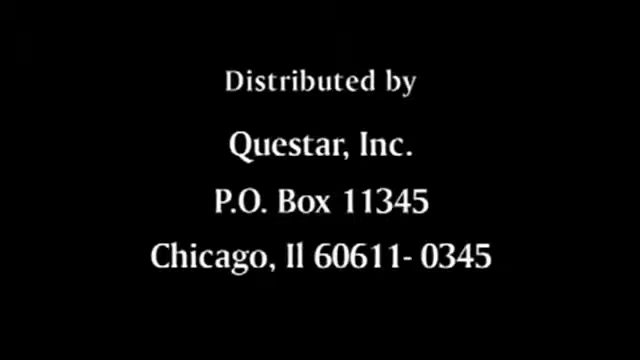 Distributed by
Questar, Inc.
P.O. Box 11345
Chicago, Il 60611- 0345